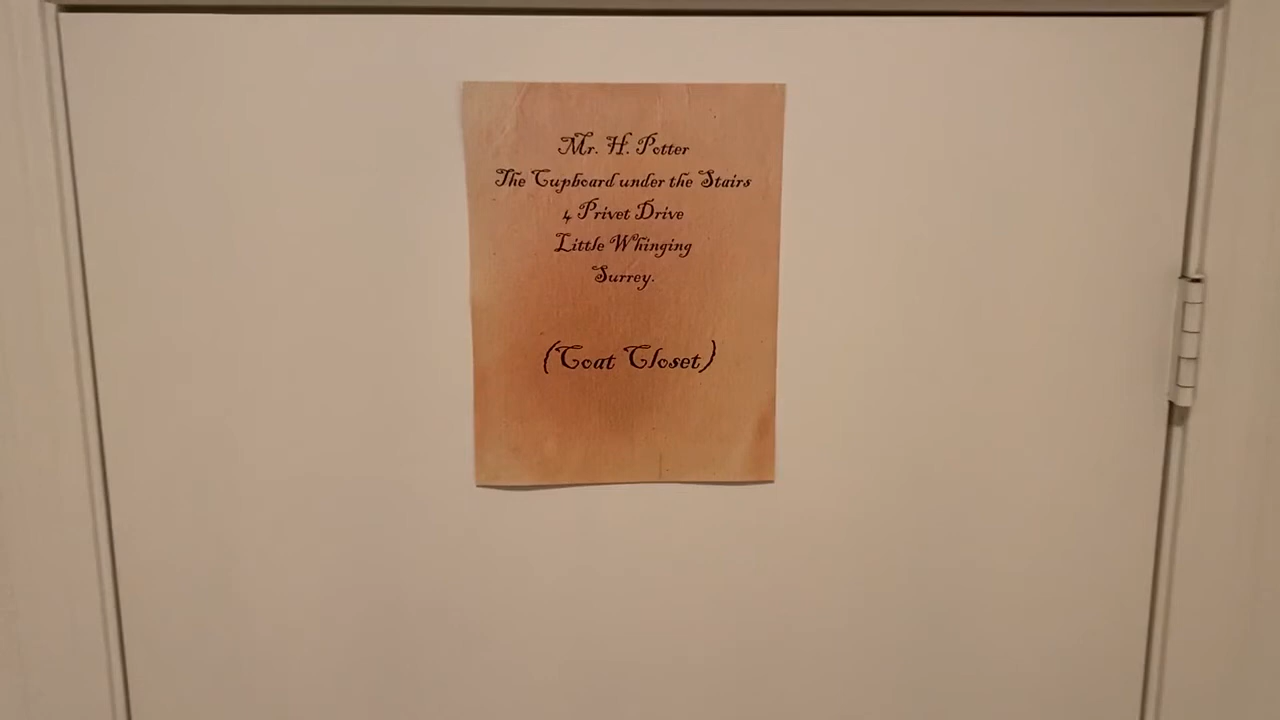 Mr. H. Potter
The Cupboard under the Stairs
4 Privet Drive
Little Whinging
Surrey.
(Coat Closet)